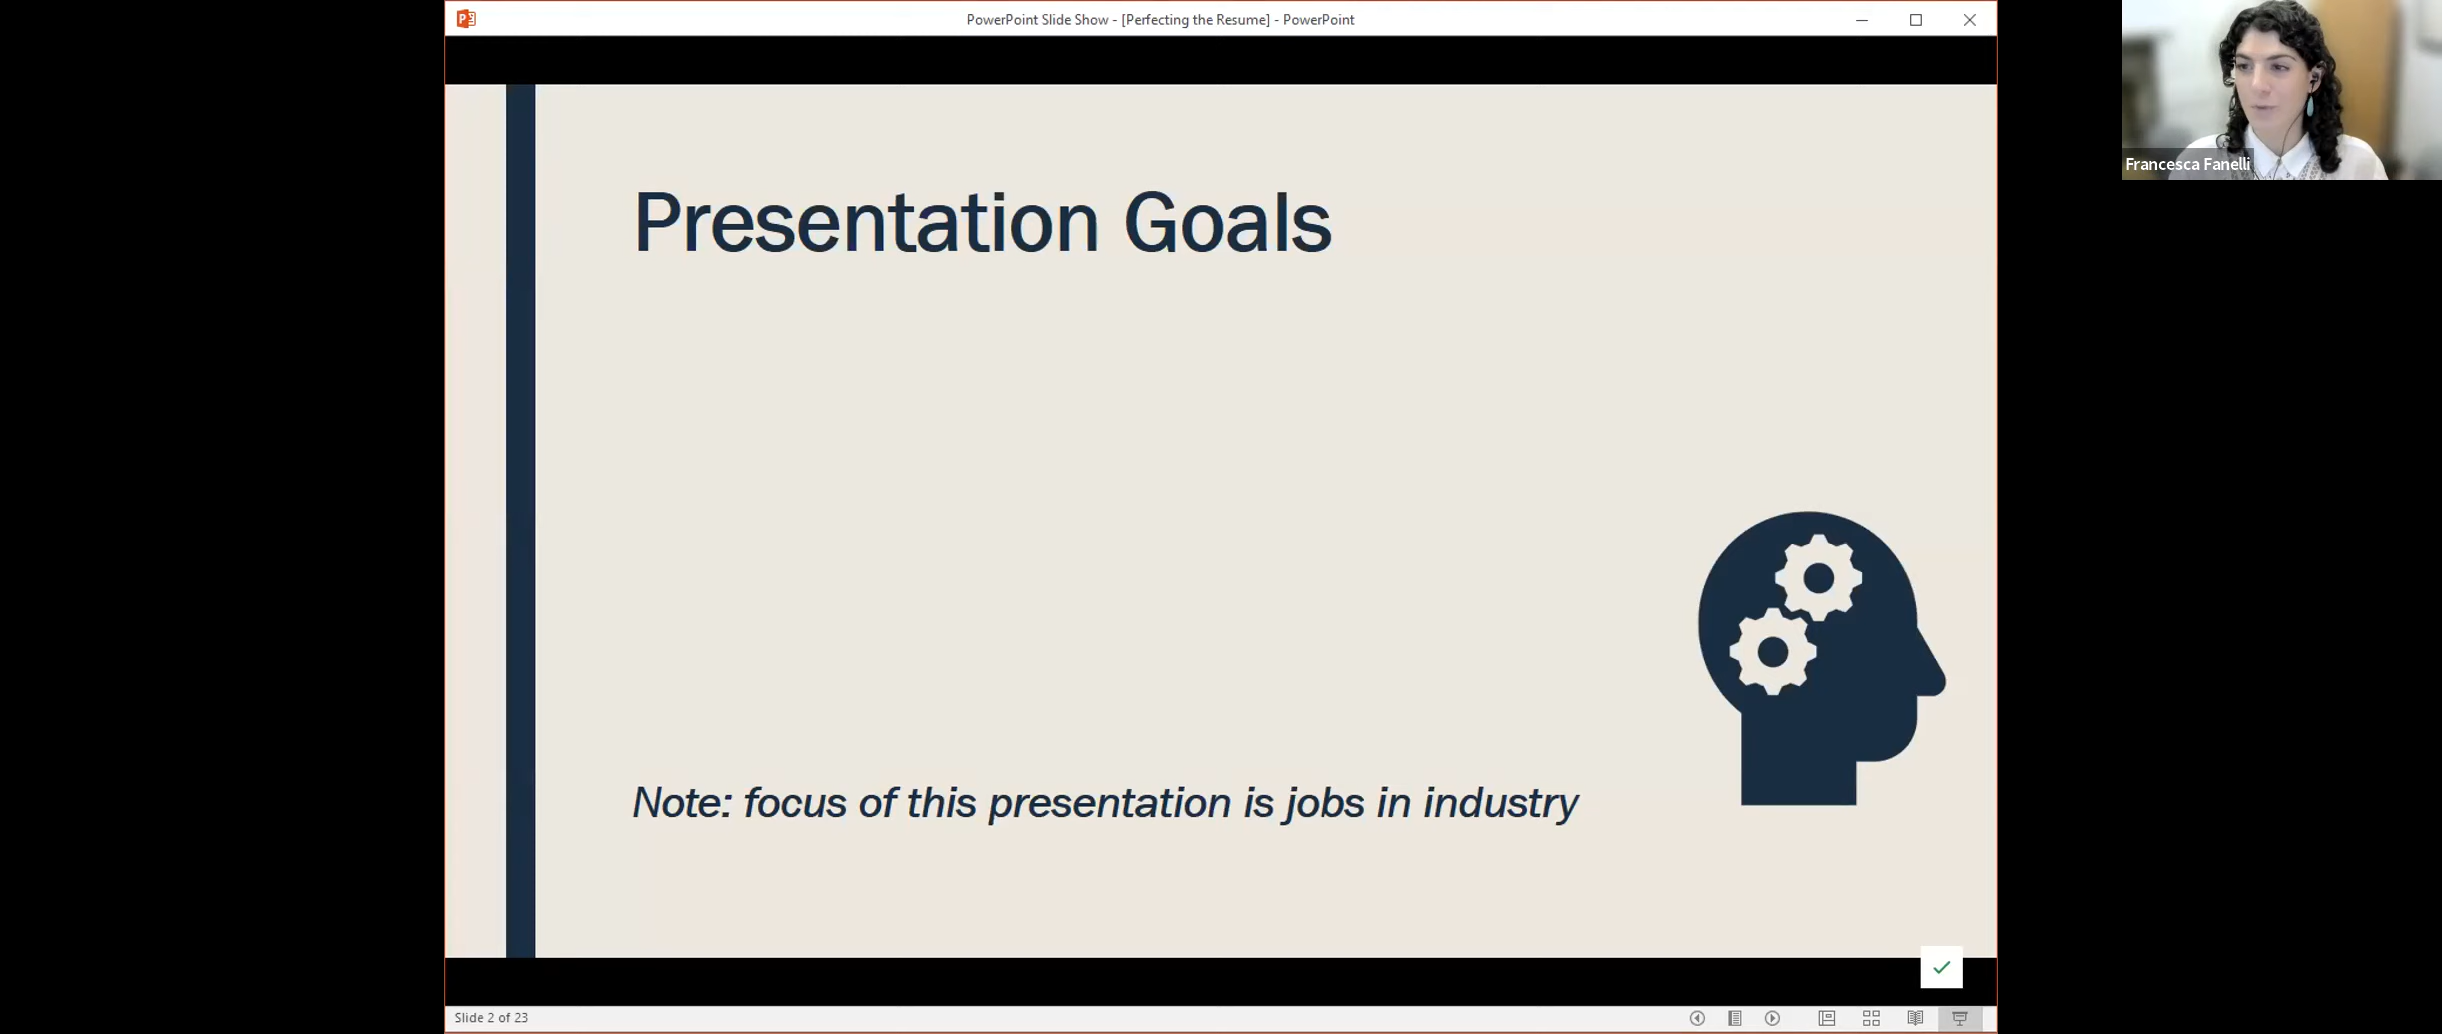 PowerPoint Slide Show - [Perfecting the Resume] - PowerPoint
Francesca Fanelli
Presentation Goals
Note: focus of this presentation is jobs in industry
Slide 2 of 23